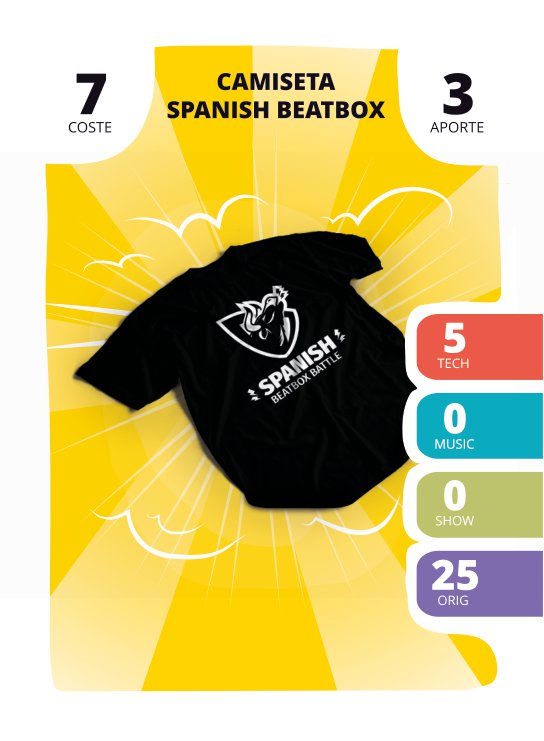 7
COSTE
CAMISETA
SPANISH BEATBOX
3
APORTE
SPANISH
BEATBOX BATTLE
5
TECH
0
MUSIC
0
SHOW
25
ORIG